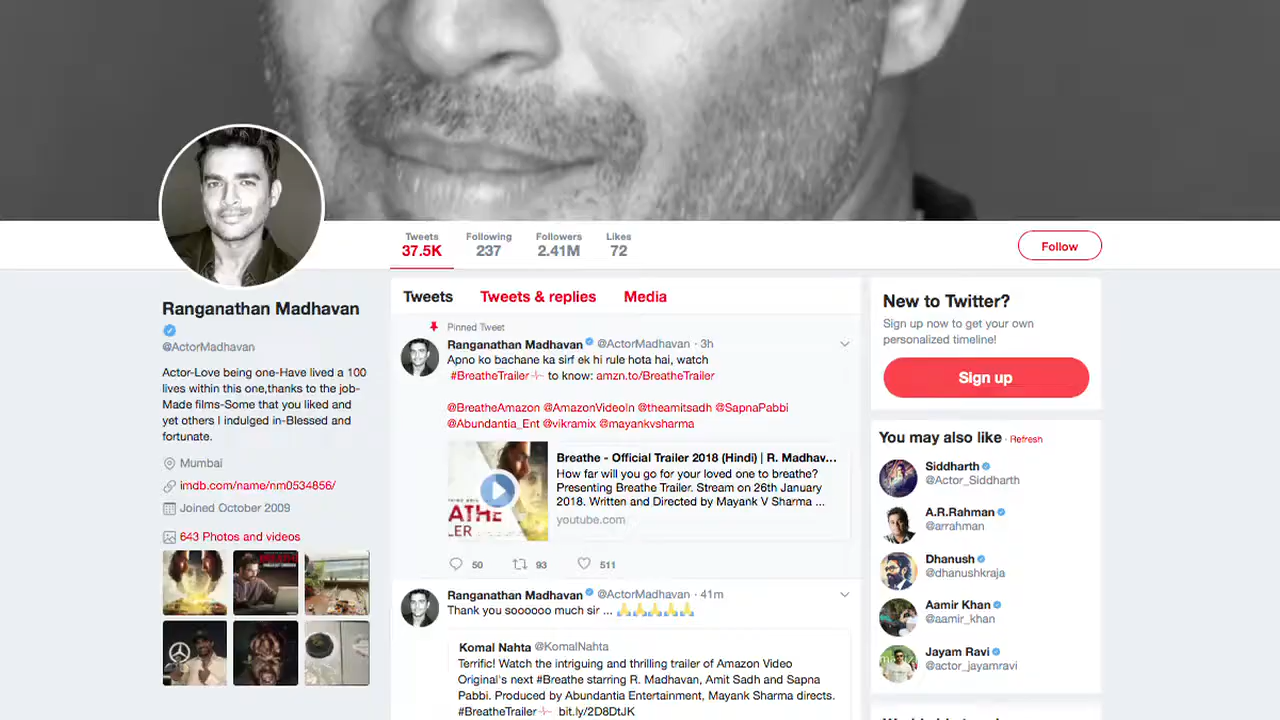 Tweets
37.5K
Following
237
Followers
2.41M
Likes
72
Follow
Ranganathan Madhavan
@ActorMadhavan
Actor-Love being one-Have lived a 100
lives within this one,thanks to the job-
Made films-Some that you liked and
yet others I indulged in-Blessed and
fortunate.
Mumbai
imdb.com/name/nm0534856/
Joined October 2009
643 Photos and videos
Tweets Tweets & replies Media
Pinned Tweet
Ranganathan Madhavan @ActorMadhavan · 3h
Apno ko bachane ka sirf ek hi rule hota hai, watch
#BreatheTrailer to know: amzn.to/BreatheTrailer
@BreatheAmazon @AmazonVideoIn @theamitsadh @SapnaPabbi
@Abundantia_Ent @vikramix @mayankvsharma
ATHE
LER
Breathe - Official Trailer 2018 (Hindi) | R. Madhav...
How far will you go for your loved one to breathe?
Presenting Breathe Trailer. Stream on 26th January
2018. Written and Directed by Mayank V Sharma ...
youtube.com
50 93 511
Ranganathan Madhavan @ActorMadhavan · 41m
Thank you soooooo much sir ... 🙏🙏🙏🙏🙏
Komal Nahta @KomalNahta
Terrific! Watch the intriguing and thrilling trailer of Amazon Video
Original's next #Breathe starring R. Madhavan, Amit Sadh and Sapna
Pabbi. Produced by Abundantia Entertainment, Mayank Sharma directs.
#BreatheTrailer bit.ly/2D8DtJK
New to Twitter?
Sign up now to get your own
personalized timeline!
Sign up
You may also like · Refresh
Siddharth
@Actor_Siddharth
A.R.Rahman
@arrahman
Dhanush
@dhanushkraja
Aamir Khan
@aamir_khan
Jayam Ravi
@actor_jayamravi